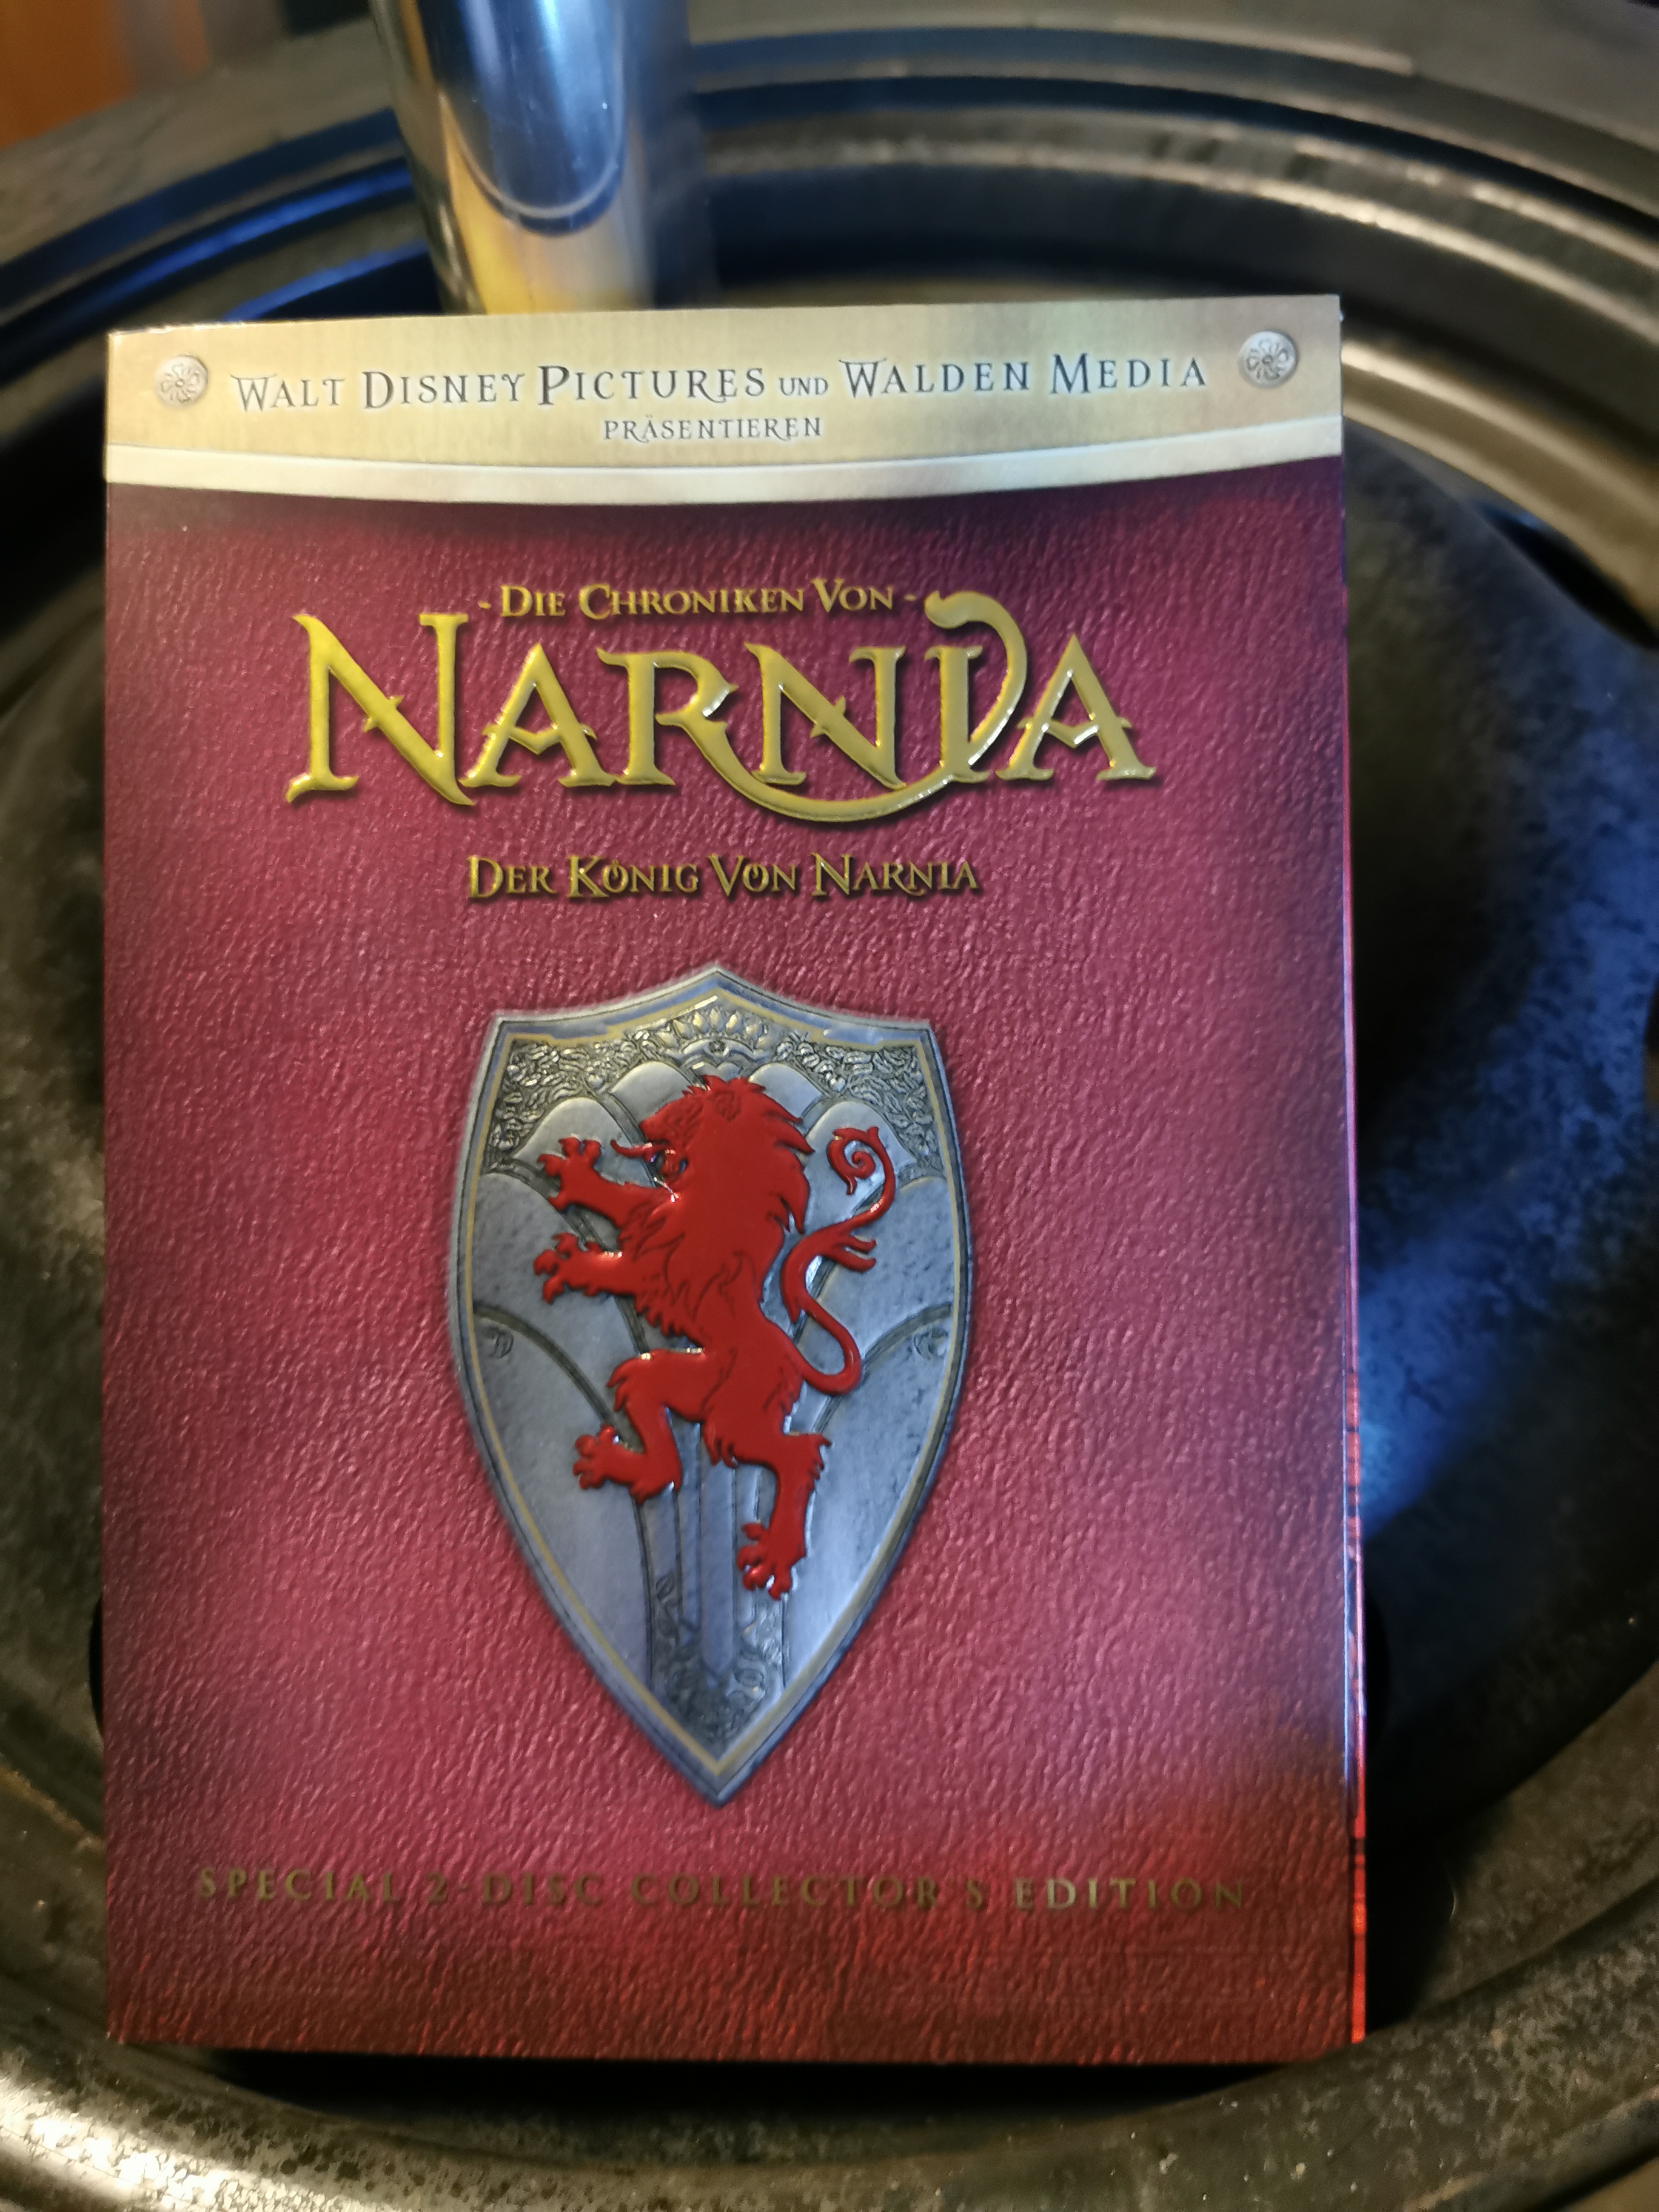 WALT DISNEY PICTURES UND WALDEN MEDIA
PRÄSENTIEREN
- DIE CHRONIKEN VON -
NARNIA
DER KÖNIG VON NARNIA
SPECIAL 2-DISC COLLECTOR'S EDITION